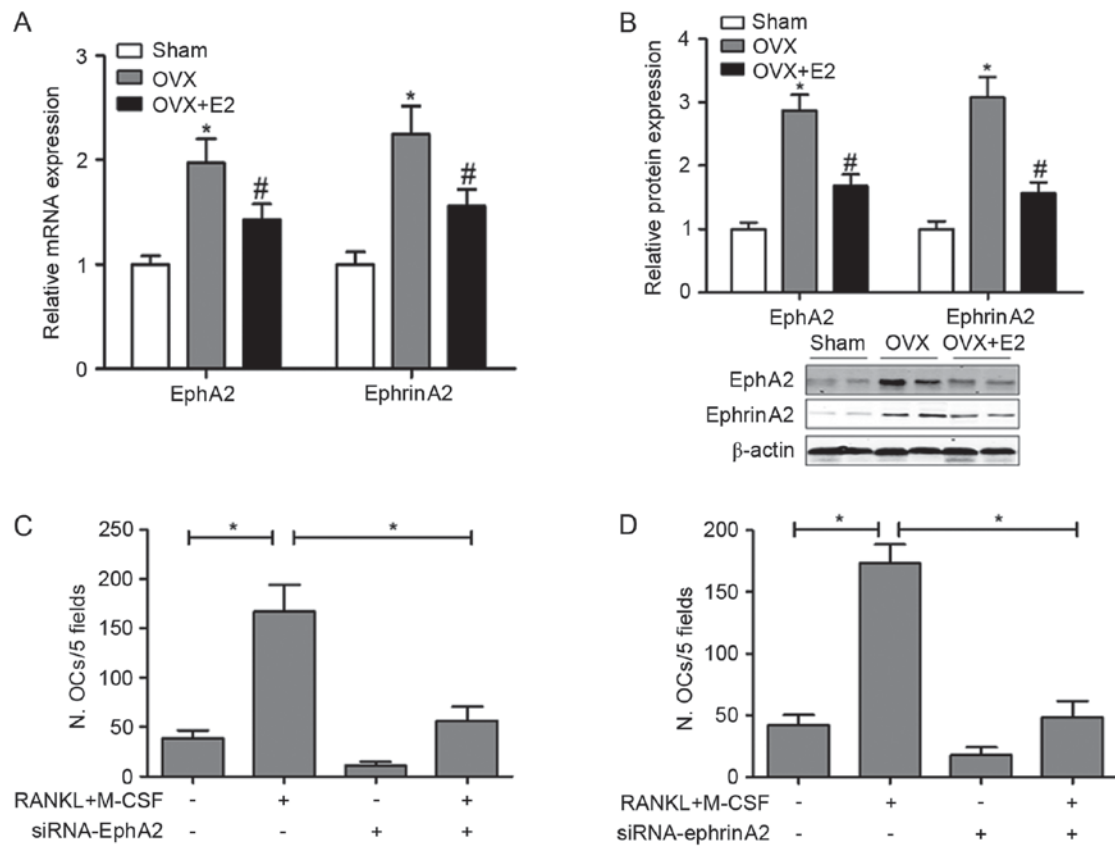 A
Sham
OVX
OVX+E2
Relative mRNA expression
3
2
1
0
*
#
*
#
EphA2
EphrinA2
B
Sham
OVX
OVX+E2
Relative protein expression
4
3
2
1
0
*
#
*
#
EphA2
EphrinA2
Sham OVX OVX+E2
EphA2
EphrinA2
β-actin
C
N. OCs/5 fields
250
200
150
100
50
0
*
*
RANKL+M-CSF - + - +
siRNA-EphA2 - - + +
D
N. OCs/5 fields
200
150
100
50
0
*
*
RANKL+M-CSF - + - +
siRNA-ephrinA2 - - + +